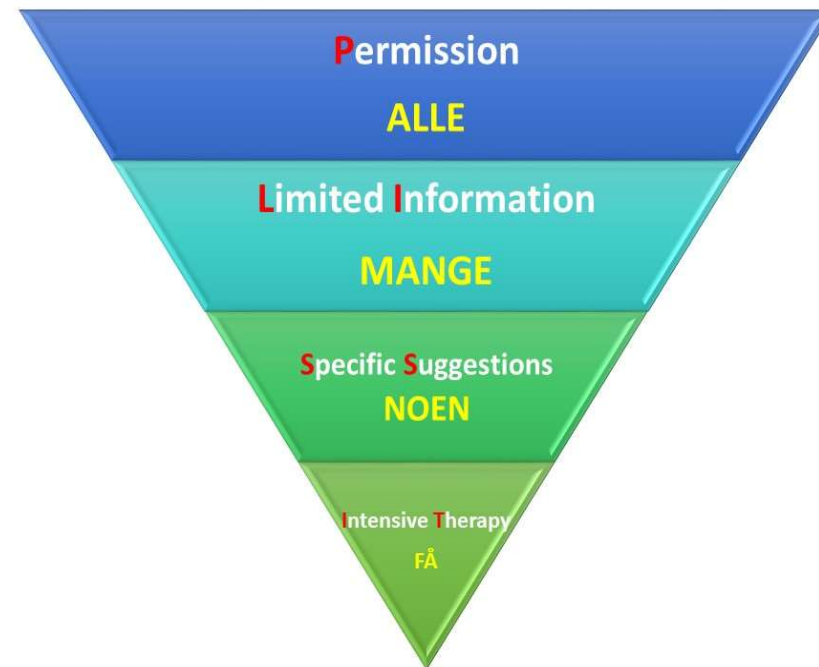 Permission
ALLE
Limited Information
MANGE
Specific Suggestions
NOEN
Intensive Therapy
FÅ